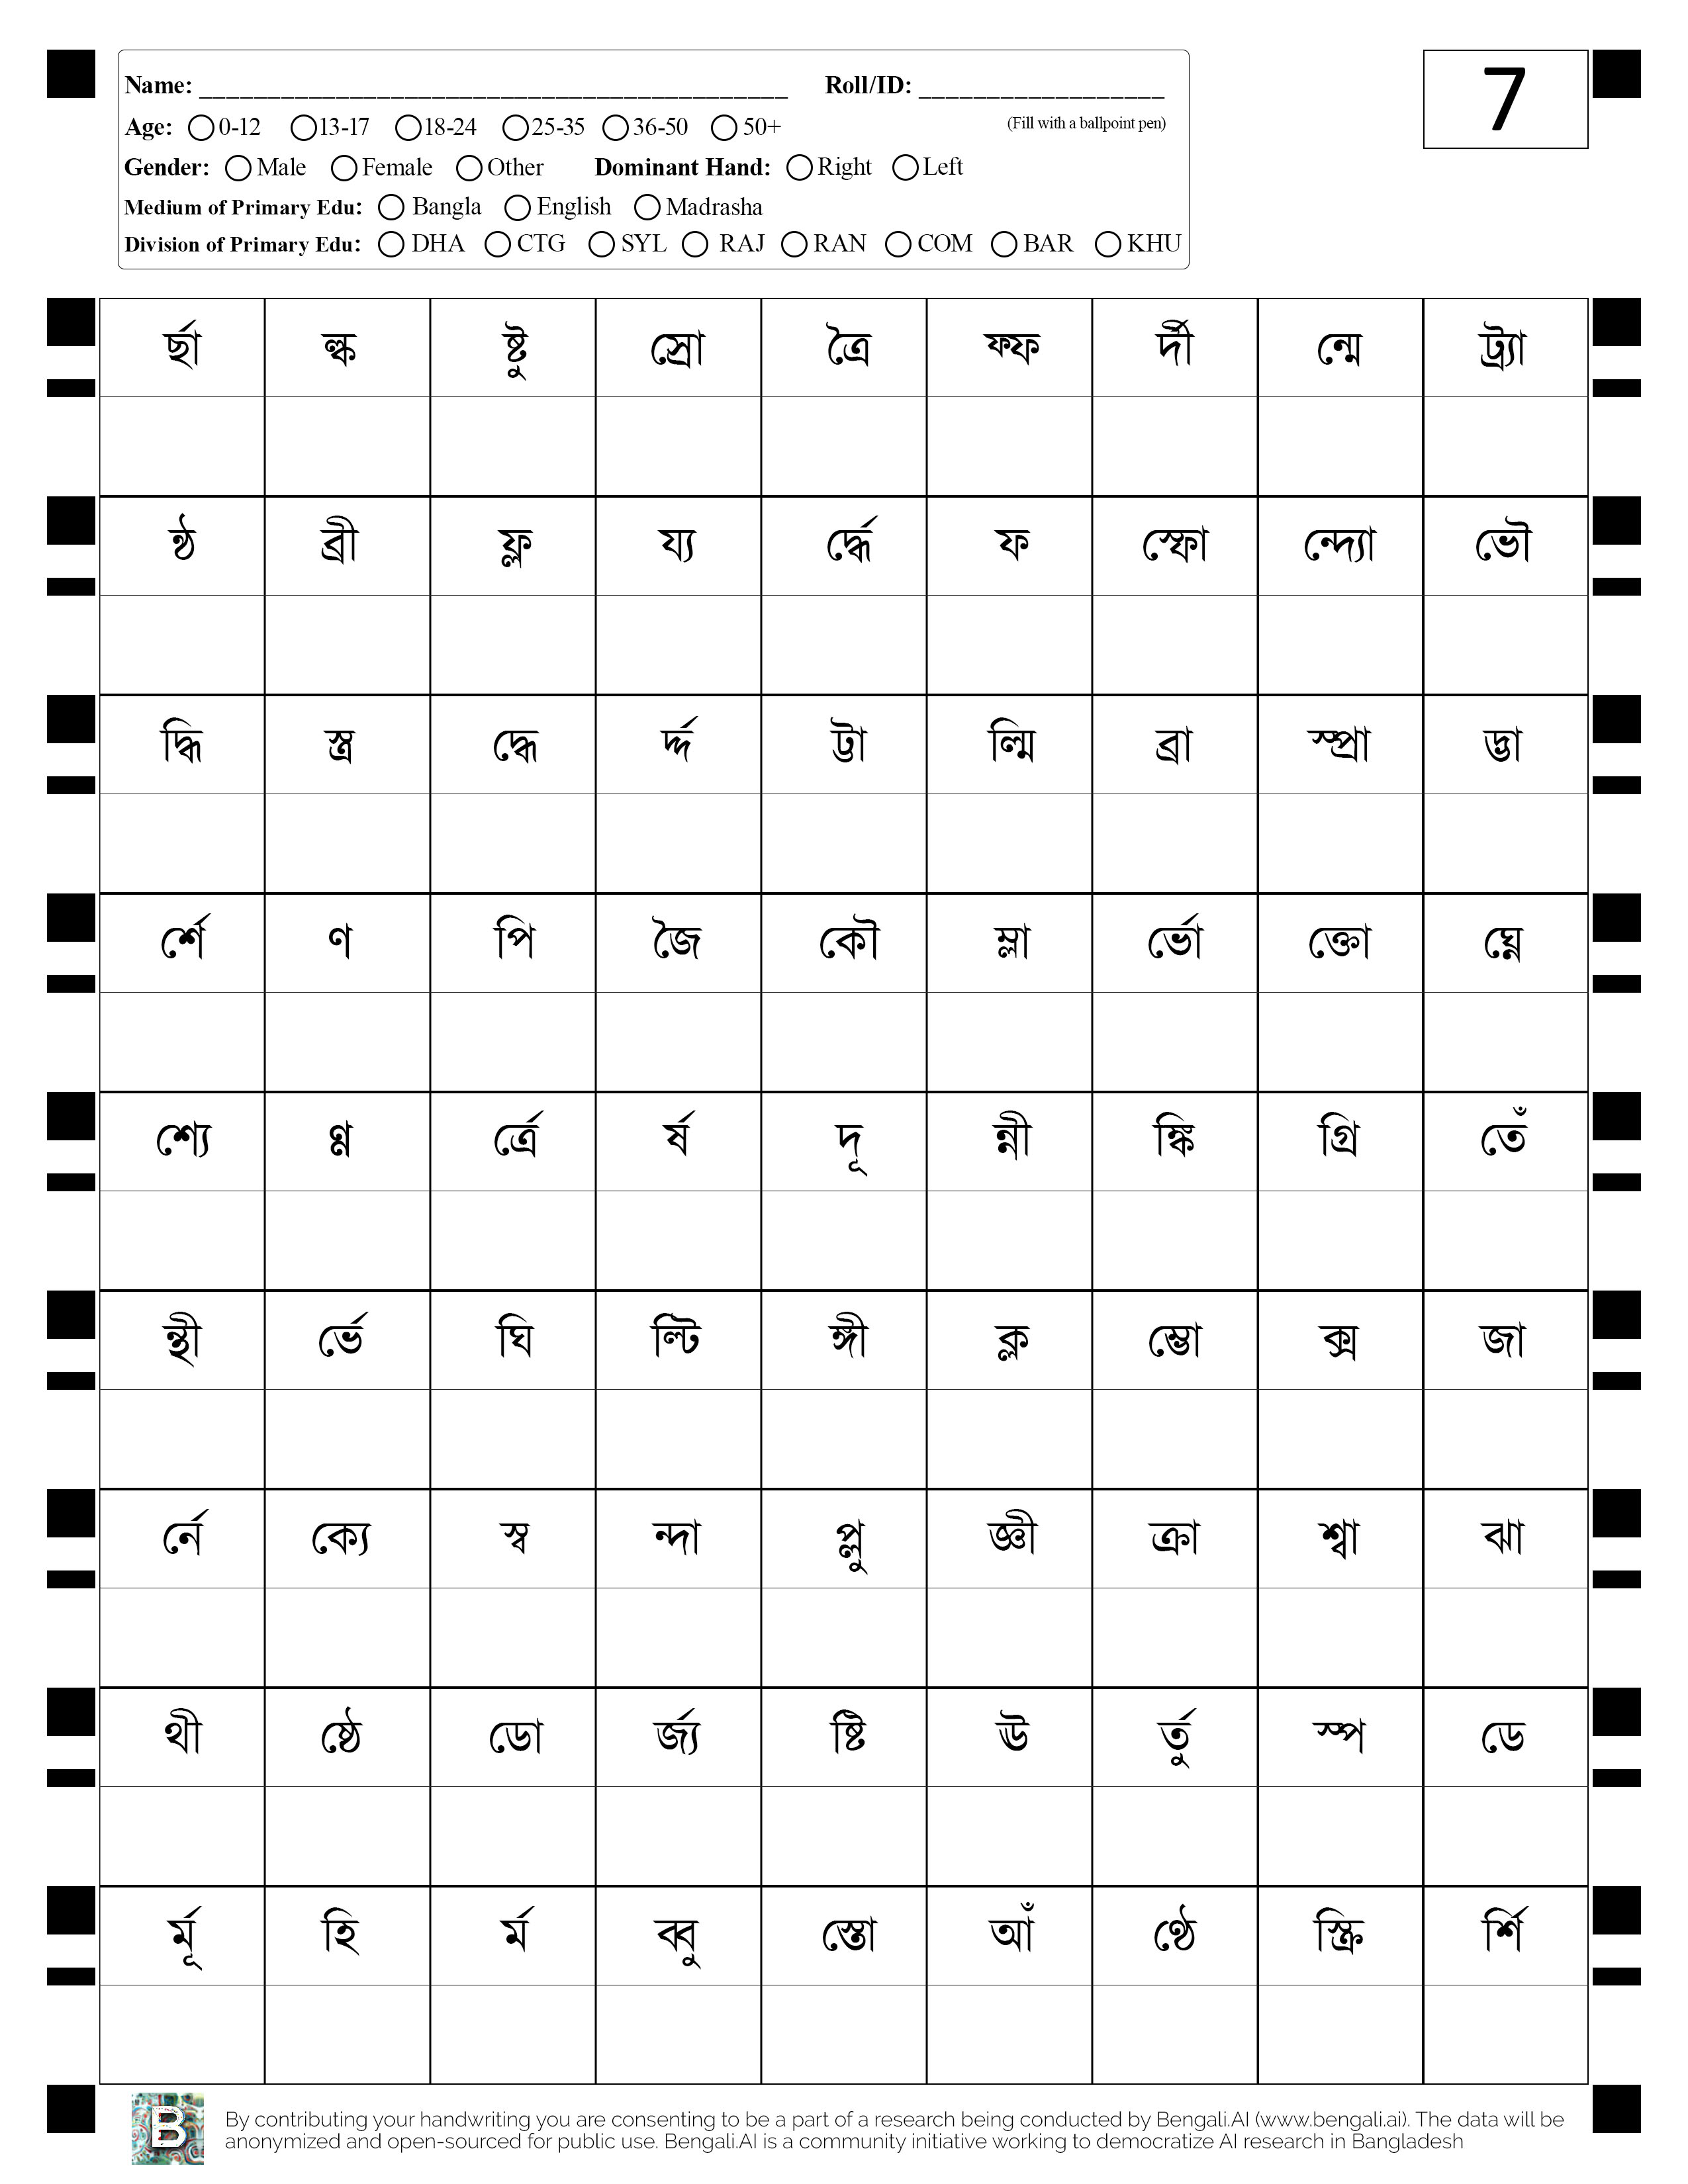 Name: ___________________________________________ Roll/ID: __________________
7
Age: 0-12 13-17 18-24 25-35 36-50 50+ (Fill with a ballpoint pen)
Gender: Male Female Other Dominant Hand: Right Left
Medium of Primary Edu: Bangla English Madrasha
Division of Primary Edu: DHA CTG SYL RAJ RAN COM BAR KHU
র্ছা ল্ক ষ্টু স্রো ত্রৈ ফ্ফ র্দী ন্মে ট্র্যা
ন্ঠ ব্রী ফ্ল য্য র্দ্ধে ফ স্ফো ন্দ্যো ভৌ
দ্ধি স্ত্র দ্ধে র্দ্দ ট্টা ল্মি ব্রা স্প্রা দ্ভা
র্শে ণ পি জৈ কৌ ম্লা র্ভো ক্তো ঘ্নে
শ্যে ণ্ন র্ত্রে র্ষ দূ ন্নী ঙ্কি গ্রি তেঁ
ন্থী র্ভে ঘি ল্টি ঙ্গী ক্ল ম্ভো ক্স জা
র্নে ক্যে স্ব ন্দা প্লু জ্ঞী ক্রা শ্বা ঝা
থী ষ্ঠে ডো র্জ্য ষ্টি ঊ র্তু স্প ডে
র্মূ হি র্ম ব্বু স্তো আঁ ণ্ঠে স্ক্রি র্শি
B
By contributing your handwriting you are consenting to be a part of a research being conducted by Bengali.AI (www.bengali.ai). The data will be
anonymized and open-sourced for public use. Bengali.AI is a community initiative working to democratize AI research in Bangladesh